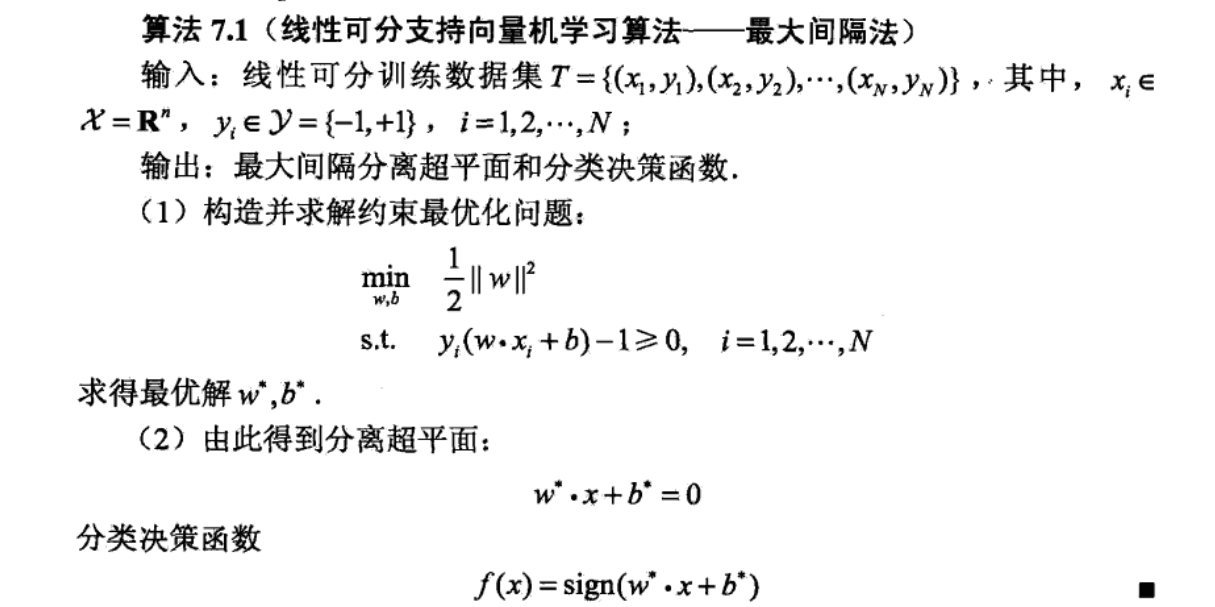 算法 7.1（线性可分支持向量机学习算法——最大间隔法）
输入：线性可分训练数据集 T = {(x₁, y₁), (x₂, y₂), ⋯, (x_N, y_N)}，其中，x_i ∈
𝒳 = Rⁿ，y_i ∈ 𝒴 = {−1, +1}，i = 1, 2, ⋯, N；
输出：最大间隔分离超平面和分类决策函数.
（1）构造并求解约束最优化问题：
min_{w,b} 1/2 ‖w‖²
s.t. y_i(w·x_i + b) − 1 ⩾ 0, i = 1, 2, ⋯, N
求得最优解 w*, b*.
（2）由此得到分离超平面：
w*·x + b* = 0
分类决策函数
f(x) = sign(w*·x + b*) ■